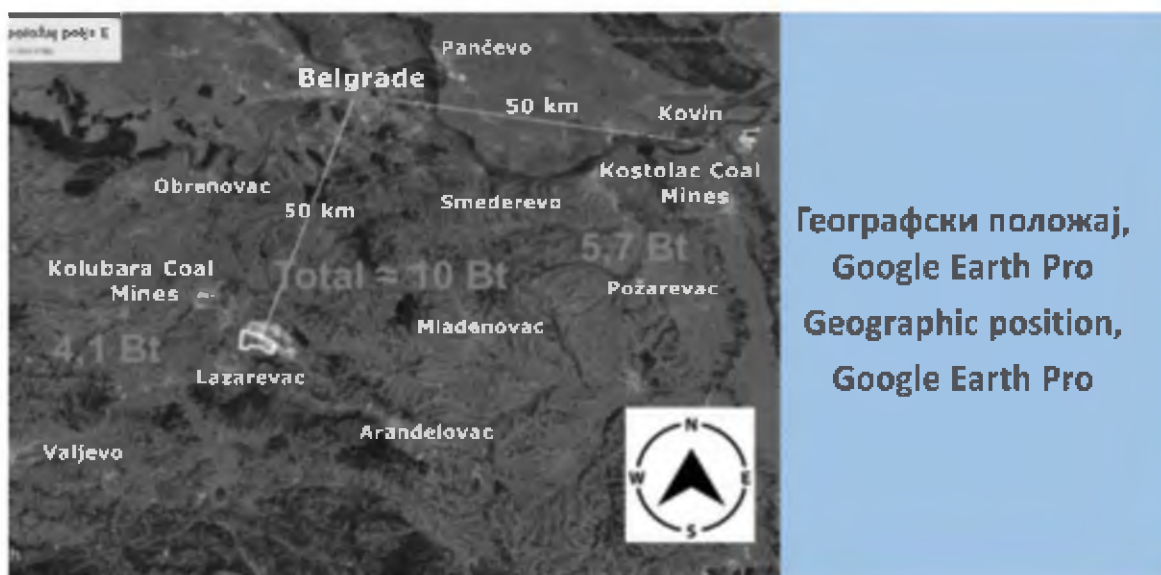 Pančevo
Belgrade
50 km
Kovin
Obrenovac
50 km
Smederevo
Kostolac Coal
Mines
5,7 Bt
Kolubara Coal
Mines
Total = 10 Bt
Požarevac
Mladenovac
4,1 Bt
Lazarevac
Aranđelovac
Valjevo
N
W
E
S
Географски положај,
Google Earth Pro
Geographic position,
Google Earth Pro